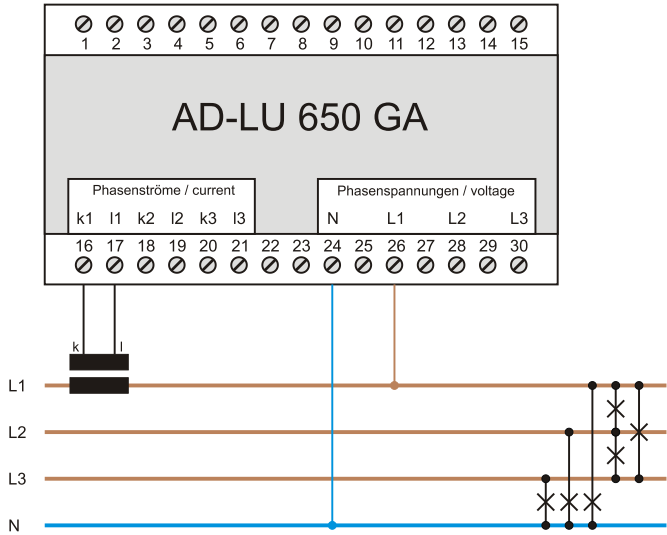 1 2 3 4 5 6 7 8 9 10 11 12 13 14 15
AD-LU 650 GA
Phasenströme / current
k1 l1 k2 l2 k3 l3
Phasenspannungen / voltage
N L1 L2 L3
16 17 18 19 20 21 22 23 24 25 26 27 28 29 30
k l
L1
L2
L3
N